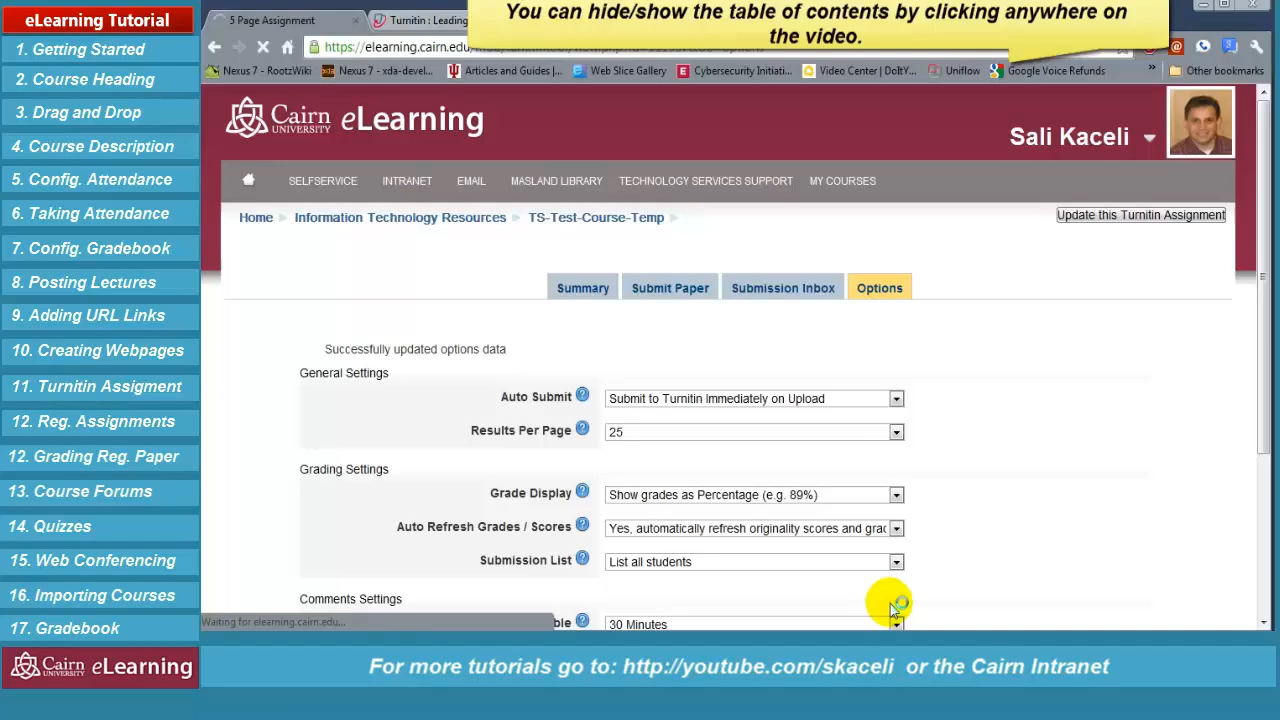 eLearning Tutorial
1. Getting Started
2. Course Heading
3. Drag and Drop
4. Course Description
5. Config. Attendance
6. Taking Attendance
7. Config. Gradebook
8. Posting Lectures
9. Adding URL Links
10. Creating Webpages
11. Turnitin Assigment
12. Reg. Assignments
12. Grading Reg. Paper
13. Course Forums
14. Quizzes
15. Web Conferencing
16. Importing Courses
17. Gradebook
Cairn eLearning
You can hide/show the table of contents by clicking anywhere on
the video.
5 Page Assignment
Turnitin : Leading
https://elearning.cairn.edu
Nexus 7 - RootzWiki
Nexus 7 - xda-devel...
Articles and Guides |...
Web Slice Gallery
Cybersecurity Initiati...
Video Center | DoItY...
Uniflow
Google Voice Refunds
Other bookmarks
Cairn UNIVERSITY eLearning
Sali Kaceli
SELFSERVICE INTRANET EMAIL MASLAND LIBRARY TECHNOLOGY SERVICES SUPPORT MY COURSES
Home Information Technology Resources TS-Test-Course-Temp
Update this Turnitin Assignment
Summary Submit Paper Submission Inbox Options
Successfully updated options data
General Settings
Auto Submit Submit to Turnitin Immediately on Upload
Results Per Page 25
Grading Settings
Grade Display Show grades as Percentage (e.g. 89%)
Auto Refresh Grades / Scores Yes, automatically refresh originality scores and grac
Submission List List all students
Comments Settings
ble 30 Minutes
Waiting for elearning.cairn.edu...
For more tutorials go to: http://youtube.com/skaceli or the Cairn Intranet